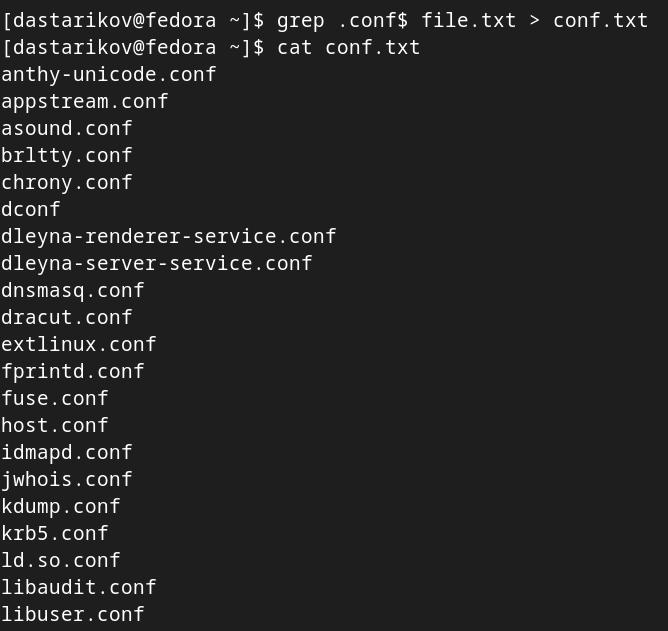 [dastarikov@fedora ~]$ grep .conf$ file.txt > conf.txt
[dastarikov@fedora ~]$ cat conf.txt
anthy-unicode.conf
appstream.conf
asound.conf
brltty.conf
chrony.conf
dconf
dleyna-renderer-service.conf
dleyna-server-service.conf
dnsmasq.conf
dracut.conf
extlinux.conf
fprintd.conf
fuse.conf
host.conf
idmapd.conf
jwhois.conf
kdump.conf
krb5.conf
ld.so.conf
libaudit.conf
libuser.conf